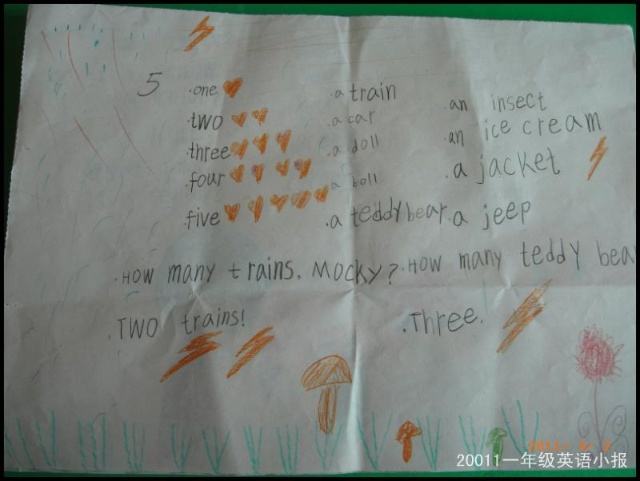 5
.one .a train an insect
.two .a car an ice cream
.three .a doll a jacket
.four .a boll
.five .a teddy bear .a jeep
.HOW many trains. Mocky? .HOW many teddy bea
.TWO trains! .Three.
20011一年级英语小报